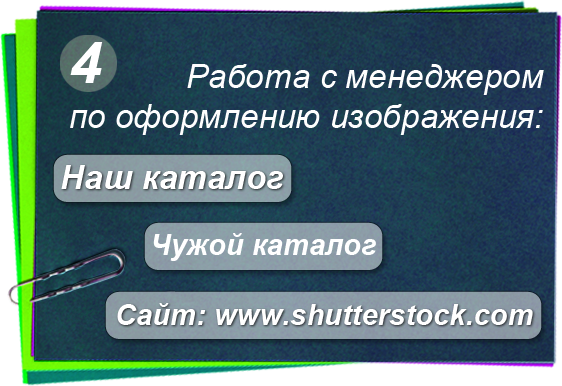 4
Работа с менеджером
по оформлению изображения:
Наш каталог
Чужой каталог
Сайт: www.shutterstock.com